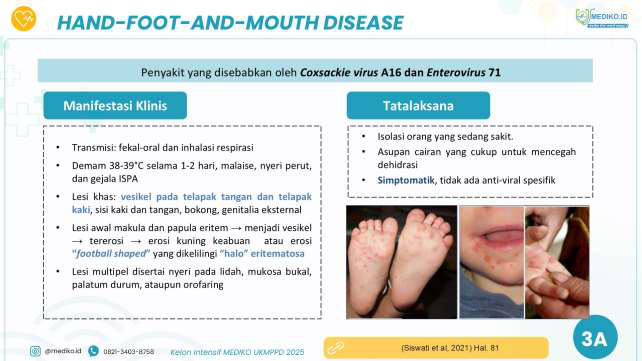 HAND-FOOT-AND-MOUTH DISEASE
MEDIKO.ID
Penyakit yang disebabkan oleh Coxsackie virus A16 dan Enterovirus 71
Manifestasi Klinis
• Transmisi: fekal-oral dan inhalasi respirasi
• Demam 38-39°C selama 1-2 hari, malaise, nyeri perut,
dan gejala ISPA
• Lesi khas: vesikel pada telapak tangan dan telapak
kaki, sisi kaki dan tangan, bokong, genitalia eksternal
• Lesi awal makula dan papula eritem → menjadi vesikel
→ tererosi → erosi kuning keabuan atau erosi
"football shaped" yang dikelilingi "halo" eritematosa
• Lesi multipel disertai nyeri pada lidah, mukosa bukal,
palatum durum, ataupun orofaring
Tatalaksana
• Isolasi orang yang sedang sakit.
• Asupan cairan yang cukup untuk mencegah
dehidrasi
• Simptomatik, tidak ada anti-viral spesifik
@mediko.id
0821-3403-8758
Kelon Intensif MEDIKO UKMPPD 2025
(Siswati et al, 2021) Hal. 81
3A